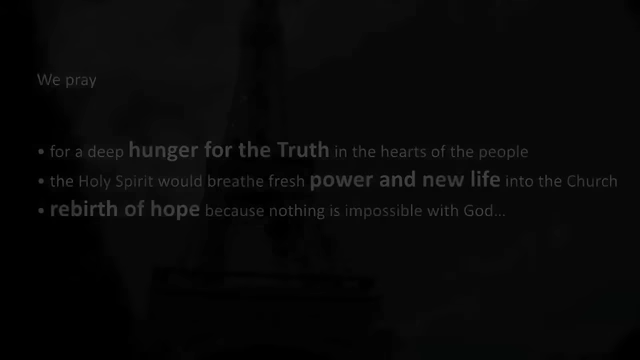 We pray
• for a deep hunger for the Truth in the hearts of the people
• the Holy Spirit would breathe fresh power and new life into the Church
• rebirth of hope because nothing is impossible with God...